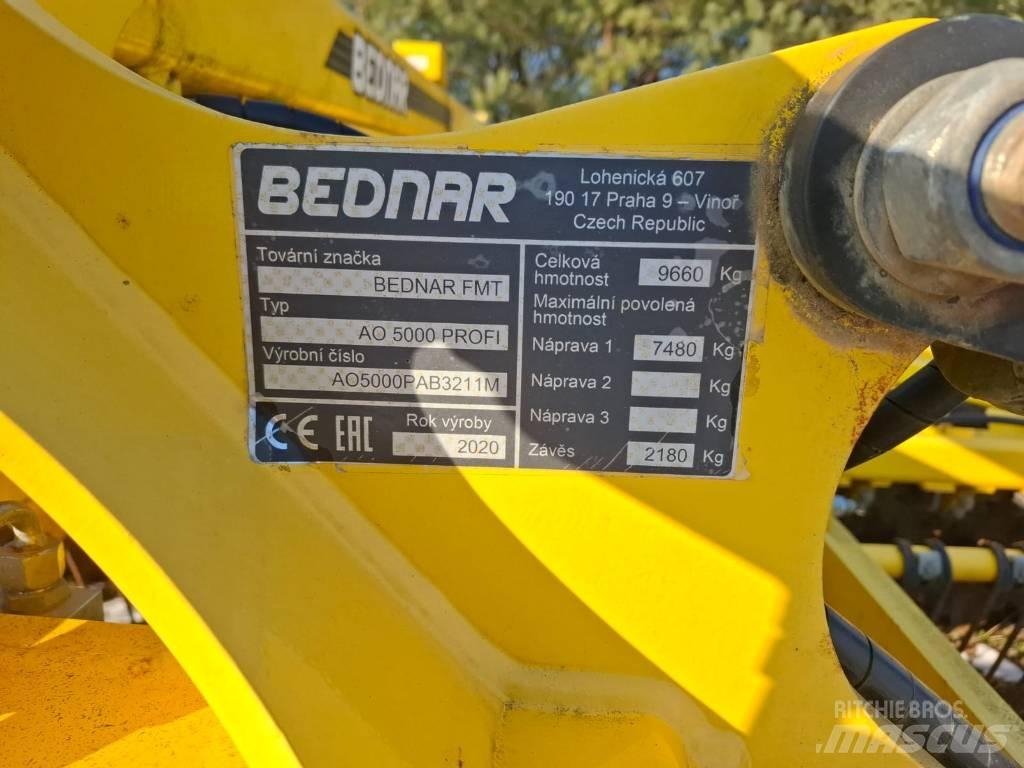 BEDNAR
BEDNAR
Lohenická 607
190 17 Praha 9 – Vinoř
Czech Republic
Tovární značka
BEDNAR FMT
Typ
AO 5000 PROFI
Výrobní číslo
AO5000PAB3211M
CE EAC
Rok výroby
2020
Celková
hmotnost 9660 Kg
Maximální povolená
hmotnost
Náprava 1 7480 Kg
Náprava 2 Kg
Náprava 3 Kg
Závěs 2180 Kg
RITCHIE BROS.
MASCUS